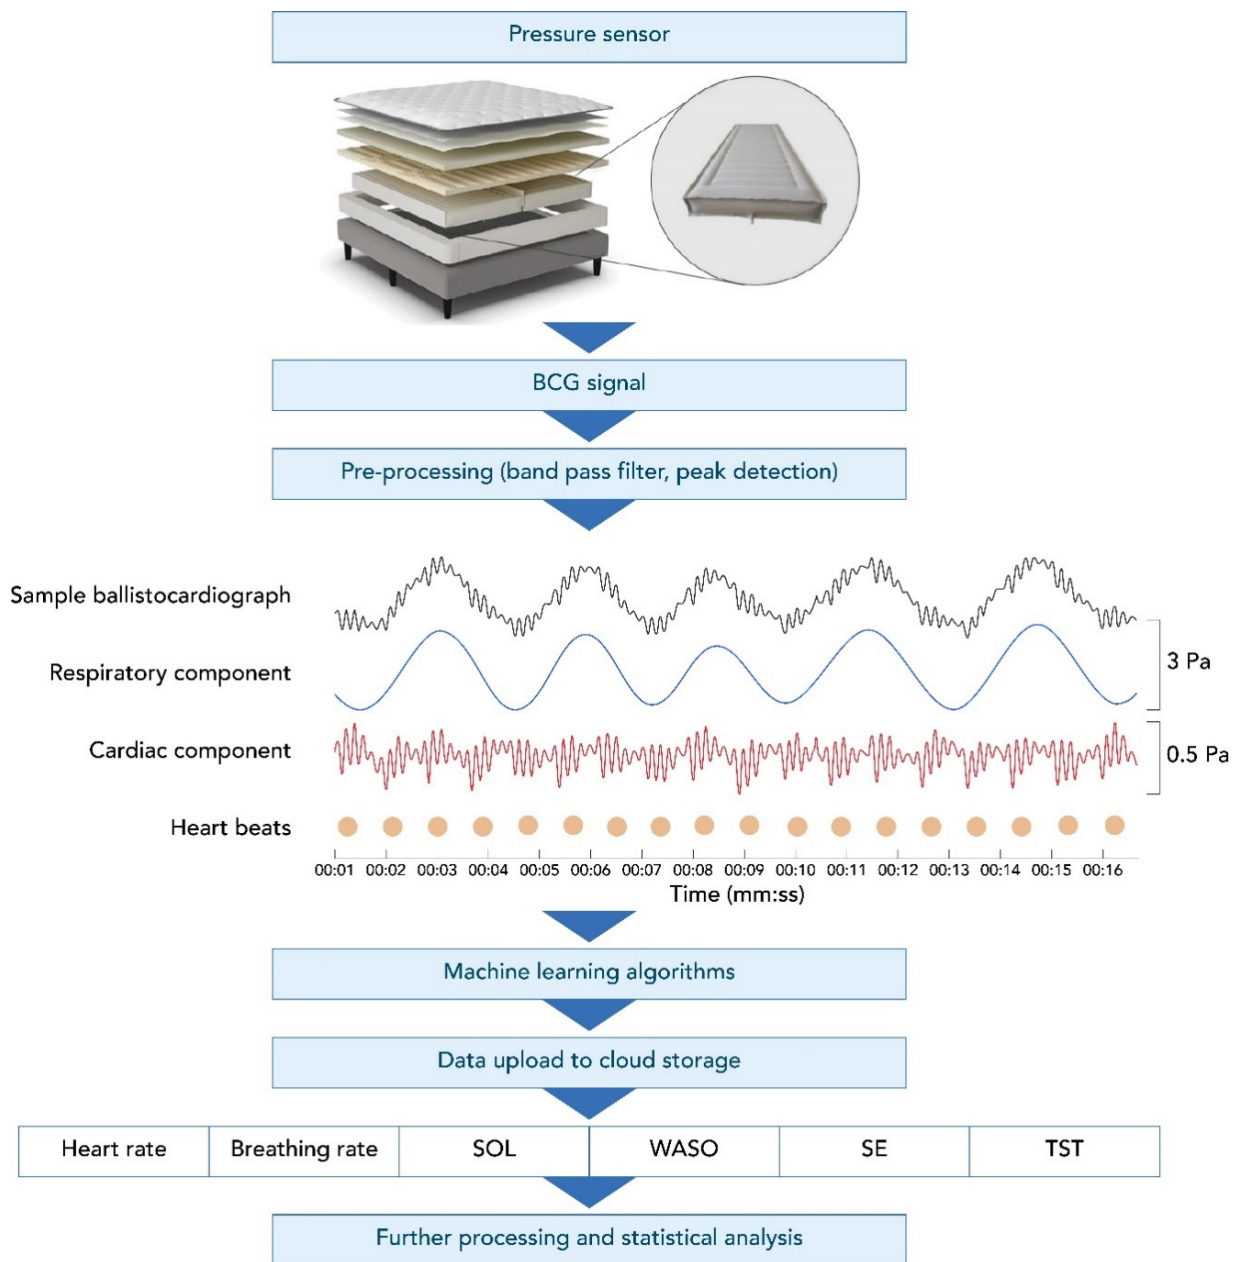 Pressure sensor
BCG signal
Pre-processing (band pass filter, peak detection)
Sample ballistocardiograph
3 Pa
Respiratory component
Cardiac component
0.5 Pa
Heart beats
00:01 00:02 00:03 00:04 00:05 00:06 00:07 00:08 00:09 00:10 00:11 00:12 00:13 00:14 00:15 00:16
Time (mm:ss)
Machine learning algorithms
Data upload to cloud storage
Heart rate Breathing rate SOL WASO SE TST
Further processing and statistical analysis